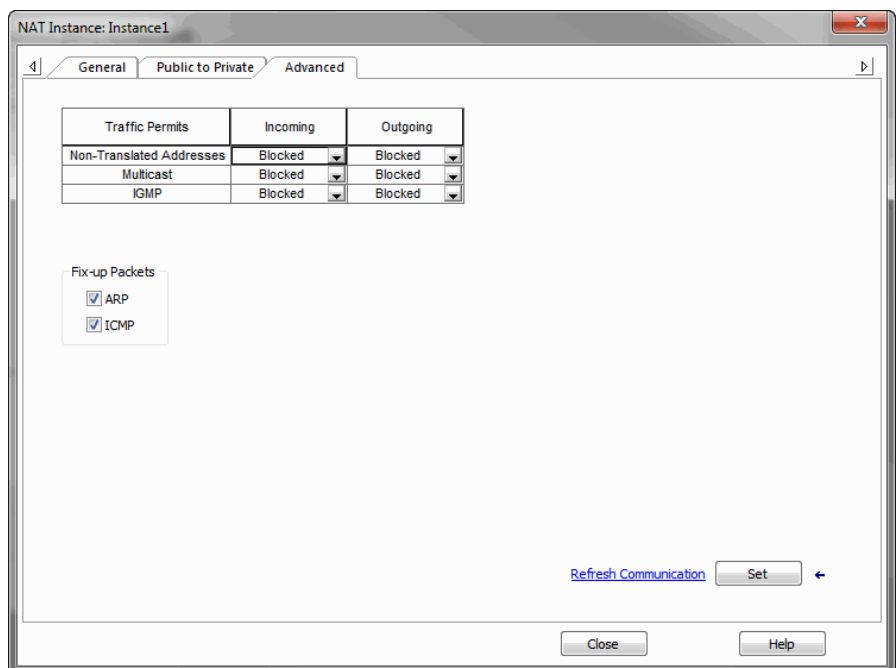 NAT Instance: Instance1
General Public to Private Advanced
Traffic Permits Incoming Outgoing
Non-Translated Addresses Blocked Blocked
Multicast Blocked Blocked
IGMP Blocked Blocked
Fix-up Packets
ARP
ICMP
Refresh Communication Set
Close Help